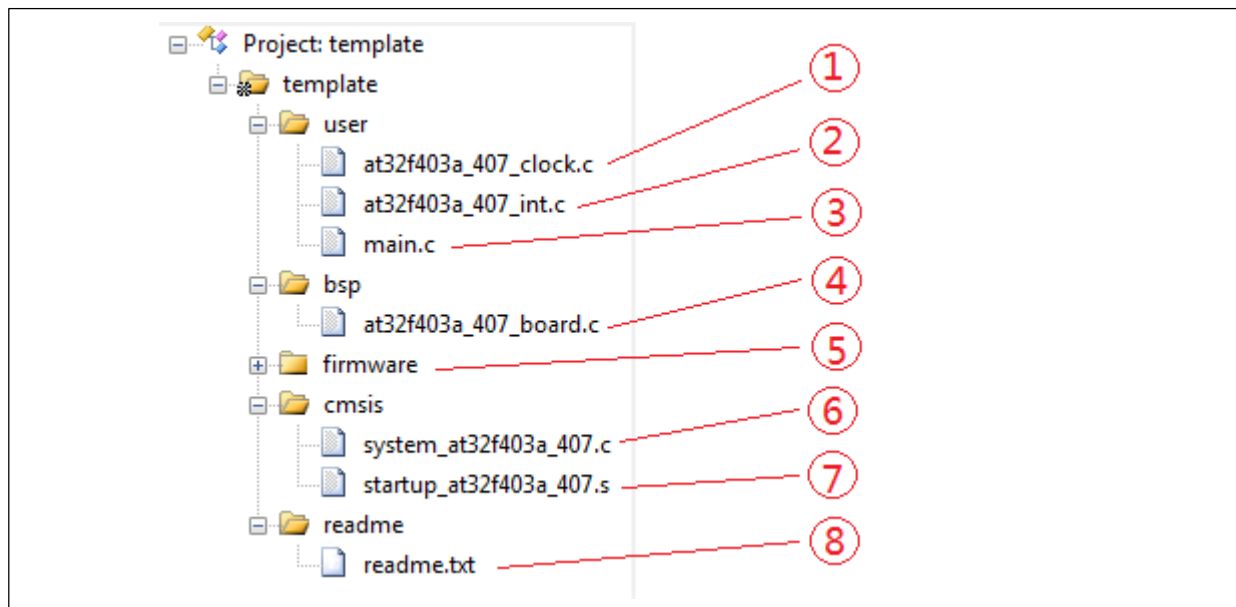 Project: template
template
①
user
at32f403a_407_clock.c
②
at32f403a_407_int.c
③
main.c
④
bsp
at32f403a_407_board.c
⑤
firmware
cmsis
⑥
system_at32f403a_407.c
⑦
startup_at32f403a_407.s
readme
⑧
readme.txt